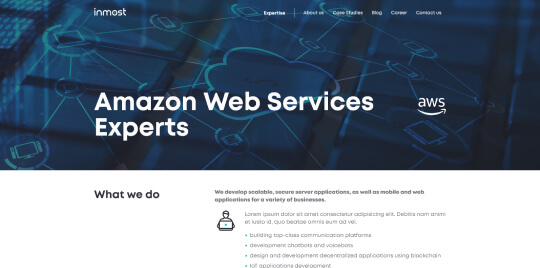 inmost
Expertise About us Case Studies Blog Career Contact us
Amazon Web Services
Experts
aws
What we do
We develop scalable, secure server applications, as well as mobile and web
applications for a variety of businesses.
Lorem ipsum dolor sit amet consectetur adipisicing elit. Debitis nam animi
et iusto id, quo beatae omnis eum ad vel.
building top-class communication platforms
development chatbots and voicebots
design and development decentralized applications using blockchain
IoT applications development